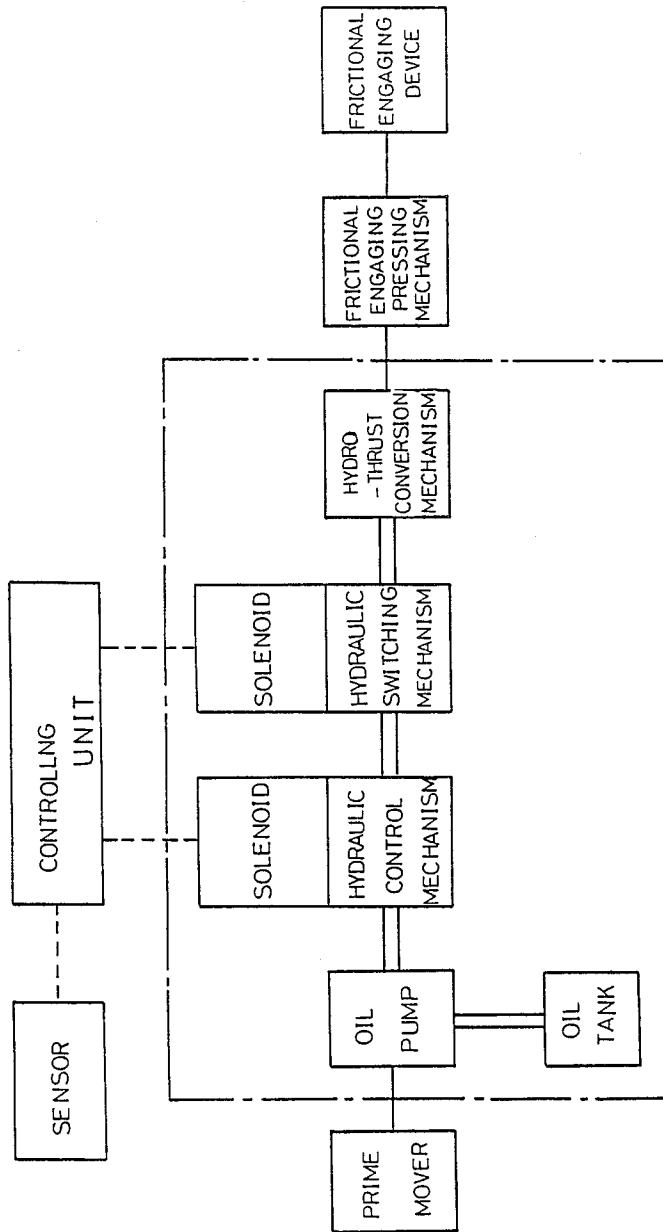 SENSOR
CONTROLLNG
UNIT
SOLENOID
SOLENOID
PRIME
MOVER
OIL
PUMP
HYDRAULIC
CONTROL
MECHANISM
HYDRAULIC
SWITCHING
MECHANISM
HYDRO
-THRUST
CONVERSION
MECHANISM
FRICTIONAL
ENGAGING
PRESSING
MECHANISM
FRICTIONAL
ENGAGING
DEVICE
OIL
TANK